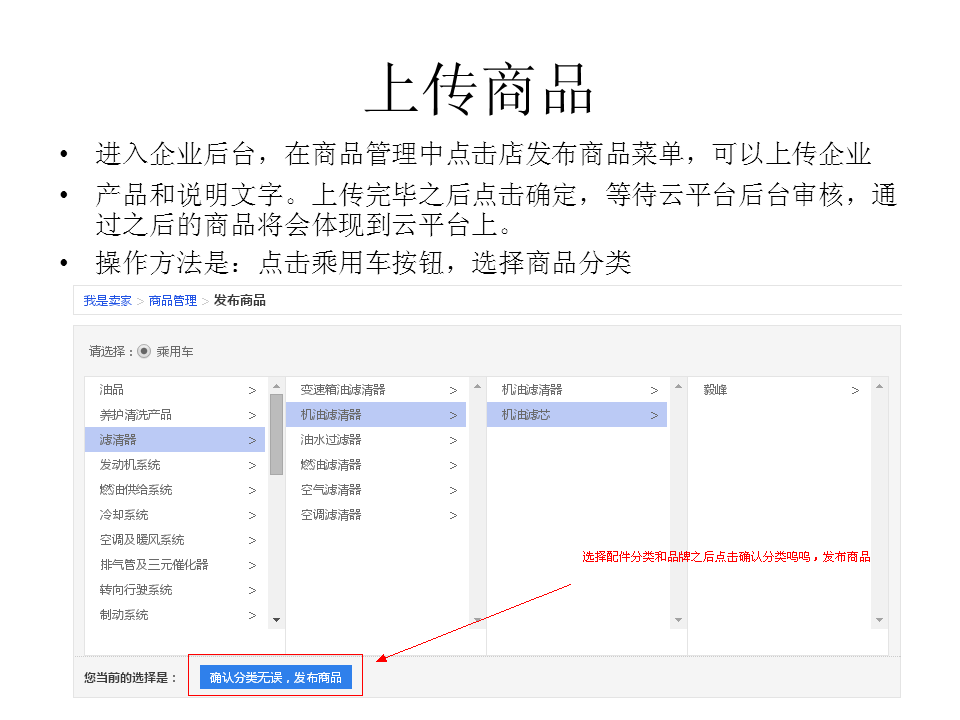 上传商品
• 进入企业后台，在商品管理中点击店发布商品菜单，可以上传企业
• 产品和说明文字。上传完毕之后点击确定，等待云平台后台审核，通
过之后的商品将会体现到云平台上。
• 操作方法是：点击乘用车按钮，选择商品分类
我是卖家 > 商品管理 > 发布商品
请选择： 乘用车
油品 > 变速箱油滤清器 > 机油滤清器 > 毅峰 >
养护清洗产品 > 机油滤清器 > 机油滤芯 >
滤清器 > 油水过滤器 >
发动机系统 > 燃油滤清器 >
燃油供给系统 > 空气滤清器 >
冷却系统 > 空调滤清器 >
空调及暖风系统 >
选择配件分类和品牌之后点击确认分类呜呜，发布商品
排气管及三元催化器 >
转向行驶系统 >
制动系统 >
您当前的选择是： 确认分类无误，发布商品